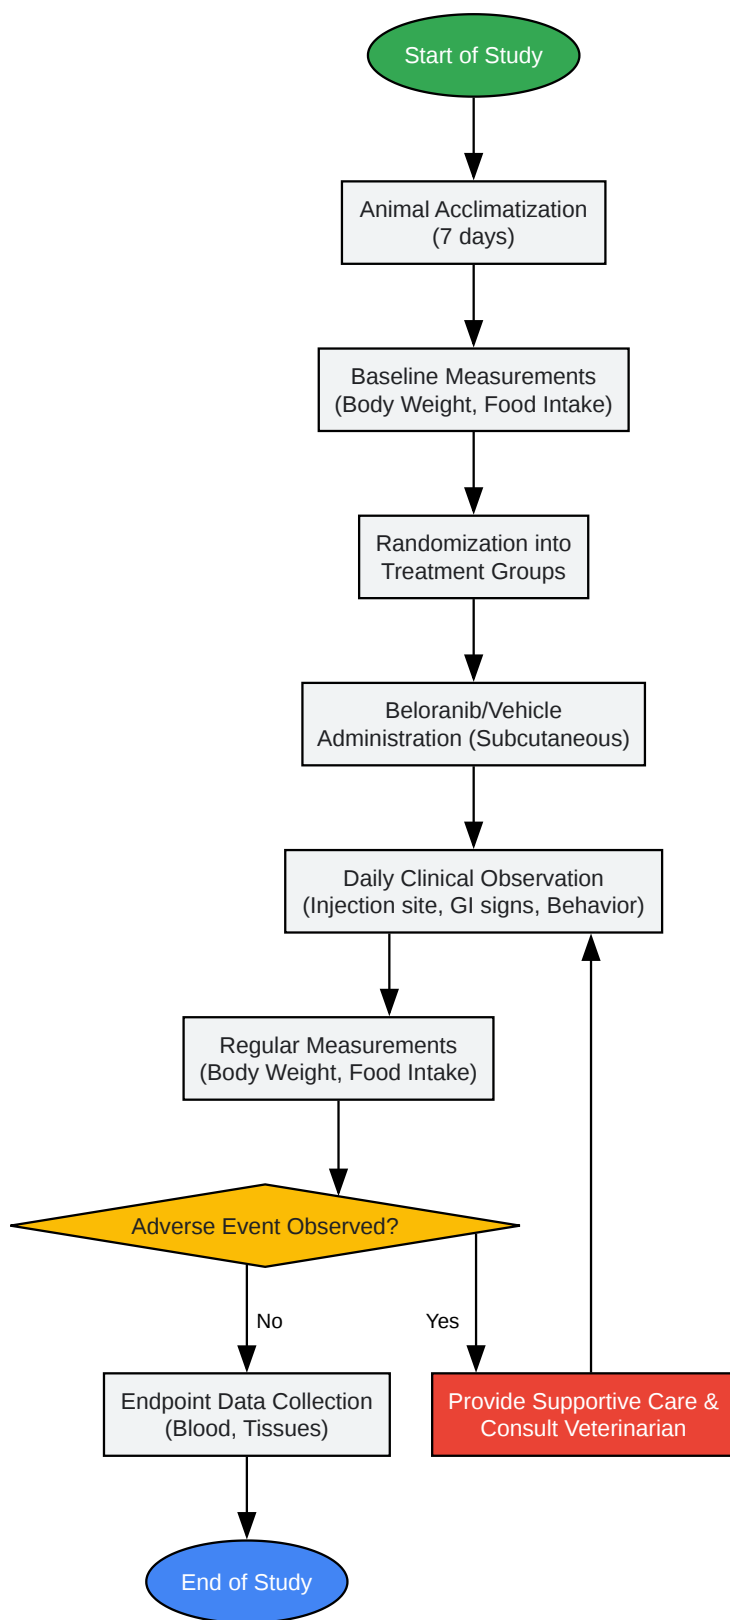 Start of Study
Animal Acclimatization
(7 days)
Baseline Measurements
(Body Weight, Food Intake)
Randomization into
Treatment Groups
Beloranib/Vehicle
Administration (Subcutaneous)
Daily Clinical Observation
(Injection site, GI signs, Behavior)
Regular Measurements
(Body Weight, Food Intake)
Adverse Event Observed?
No
Yes
Endpoint Data Collection
(Blood, Tissues)
Provide Supportive Care &
Consult Veterinarian
End of Study